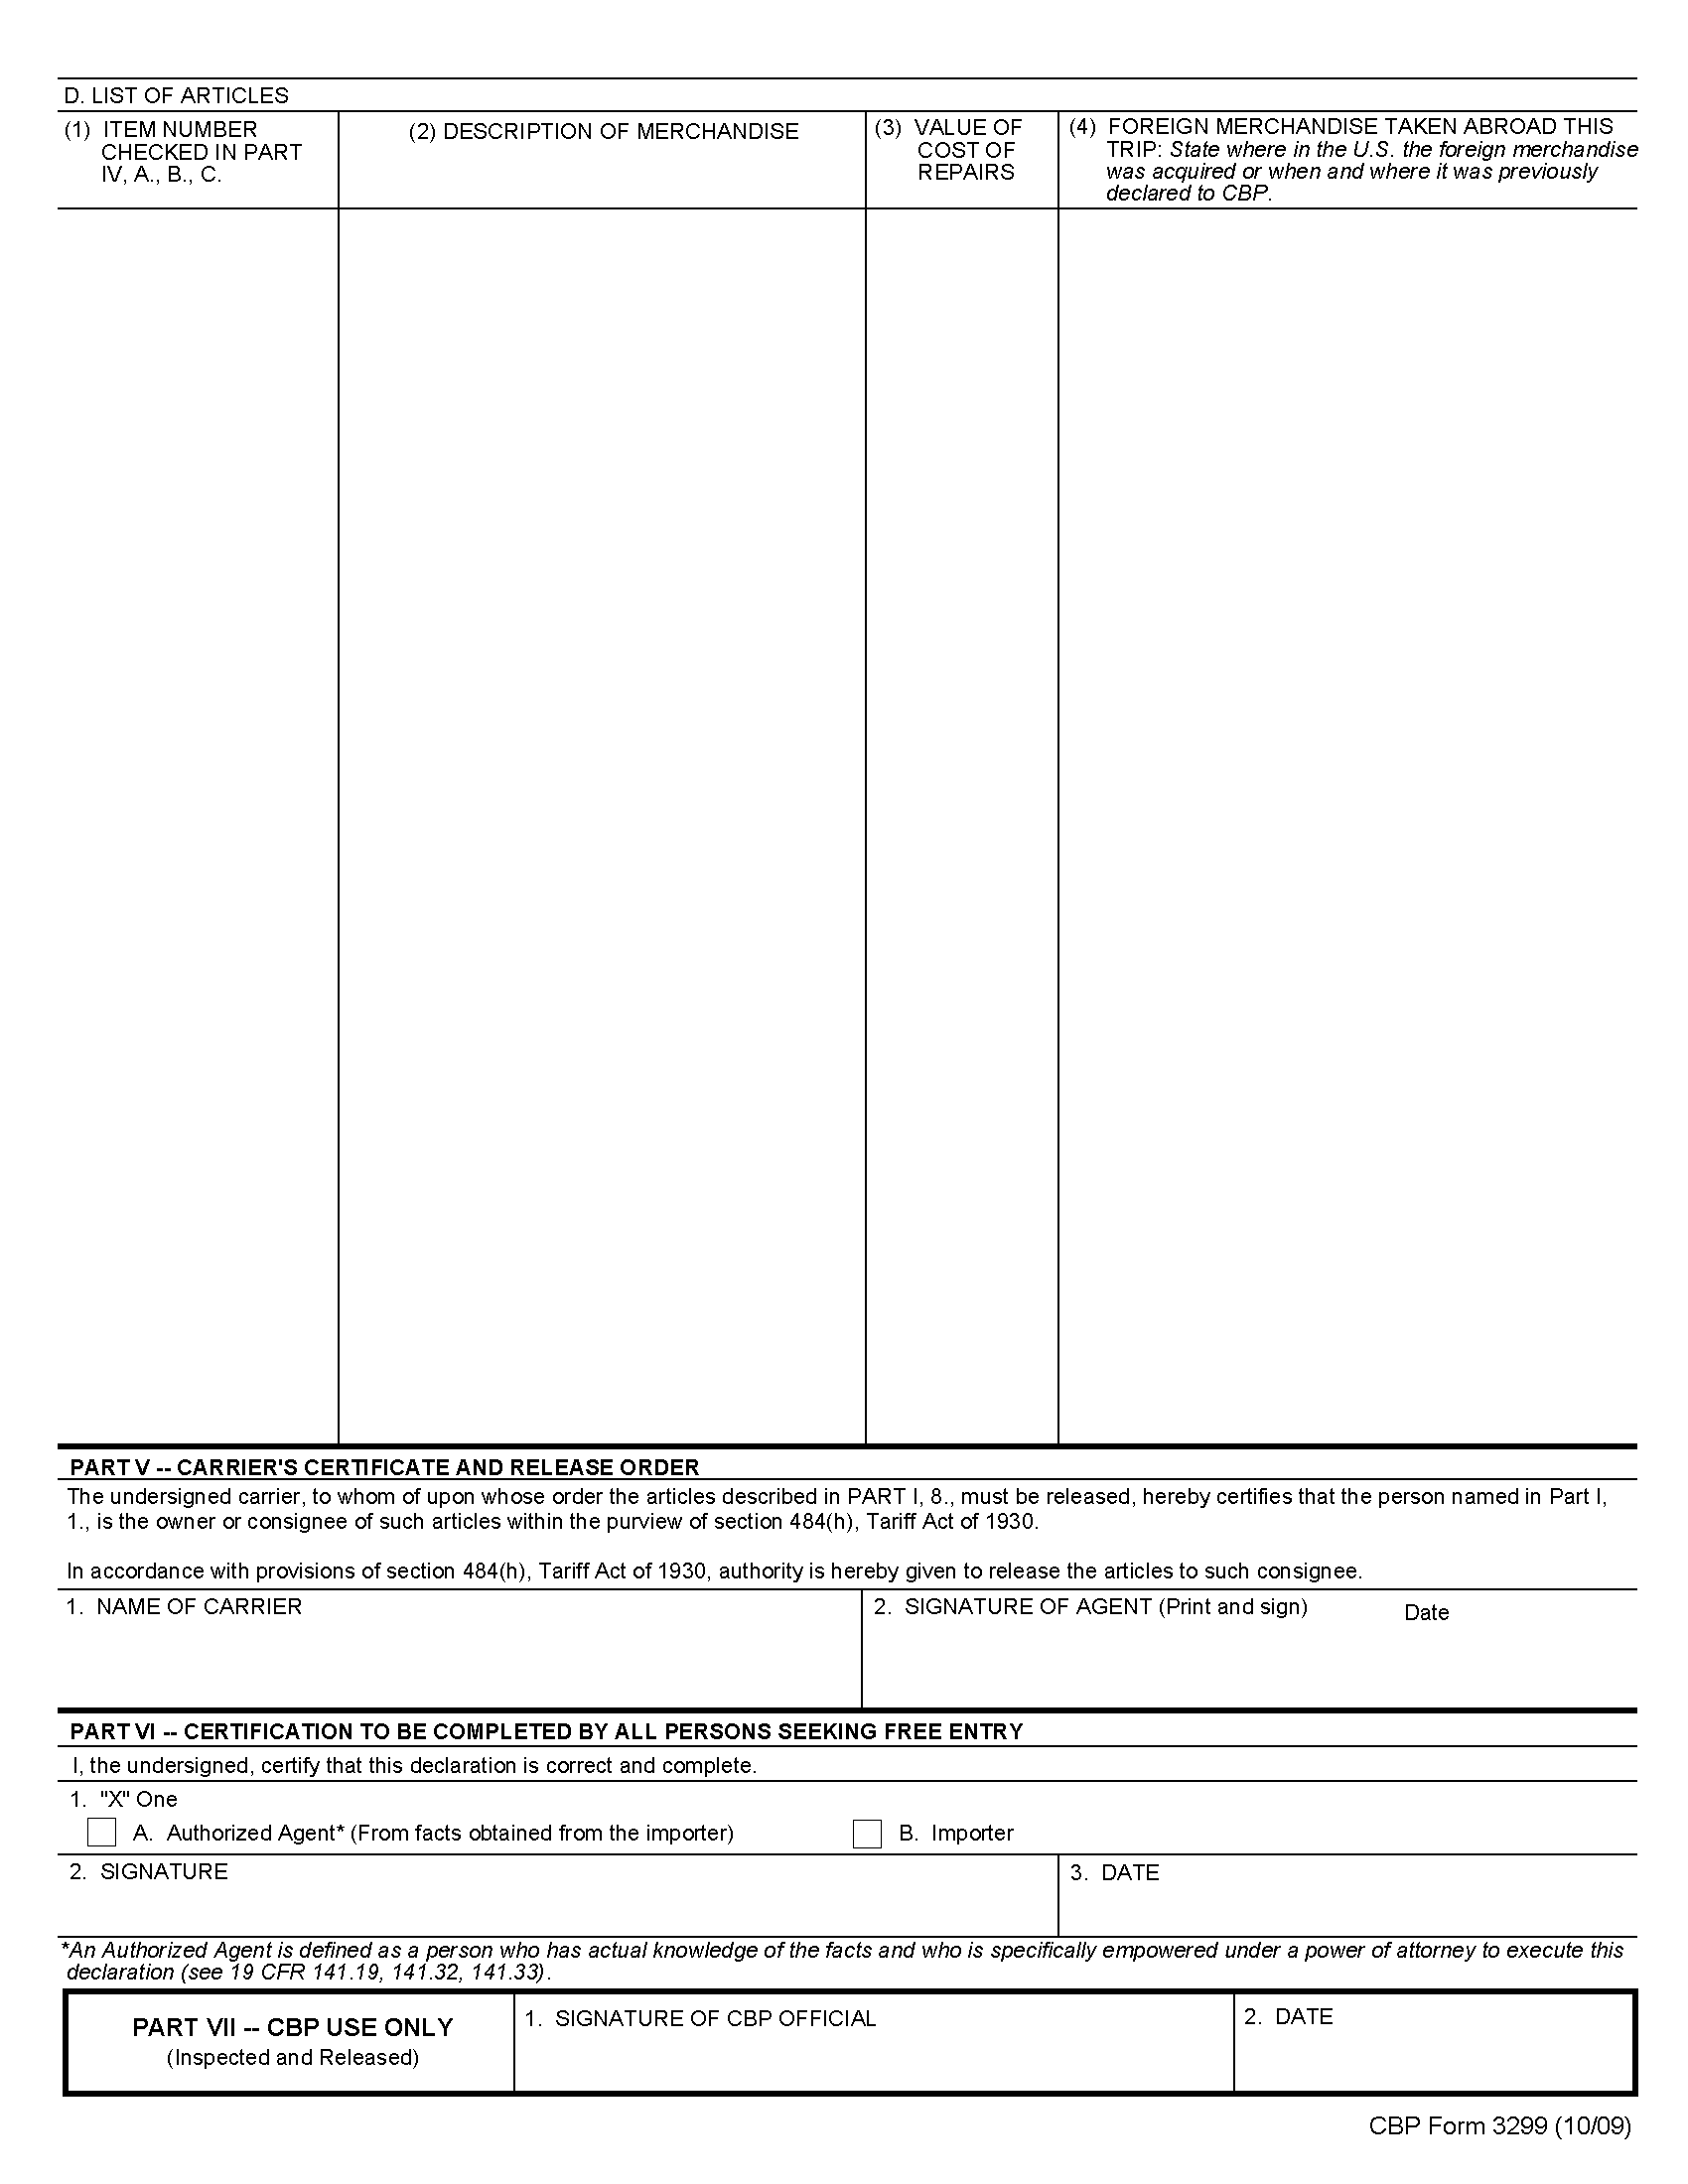 D. LIST OF ARTICLES
(1) ITEM NUMBER
CHECKED IN PART
IV, A., B., C.
(2) DESCRIPTION OF MERCHANDISE
(3) VALUE OF
COST OF
REPAIRS
(4) FOREIGN MERCHANDISE TAKEN ABROAD THIS
TRIP: State where in the U.S. the foreign merchandise
was acquired or when and where it was previously
declared to CBP.
PART V -- CARRIER'S CERTIFICATE AND RELEASE ORDER
The undersigned carrier, to whom of upon whose order the articles described in PART I, 8., must be released, hereby certifies that the person named in Part I,
1., is the owner or consignee of such articles within the purview of section 484(h), Tariff Act of 1930.
In accordance with provisions of section 484(h), Tariff Act of 1930, authority is hereby given to release the articles to such consignee.
1. NAME OF CARRIER
2. SIGNATURE OF AGENT (Print and sign) Date
PART VI -- CERTIFICATION TO BE COMPLETED BY ALL PERSONS SEEKING FREE ENTRY
I, the undersigned, certify that this declaration is correct and complete.
1. "X" One
A. Authorized Agent* (From facts obtained from the importer) B. Importer
2. SIGNATURE
3. DATE
*An Authorized Agent is defined as a person who has actual knowledge of the facts and who is specifically empowered under a power of attorney to execute this
declaration (see 19 CFR 141.19, 141.32, 141.33).
PART VII -- CBP USE ONLY
(Inspected and Released)
1. SIGNATURE OF CBP OFFICIAL
2. DATE
CBP Form 3299 (10/09)